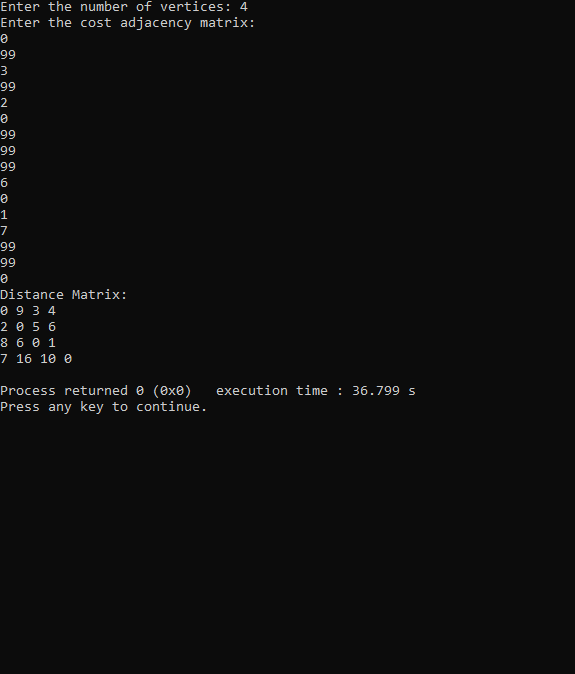 Enter the number of vertices: 4
Enter the cost adjacency matrix:
0
99
3
99
2
0
99
99
99
6
0
1
7
99
99
0
Distance Matrix:
0 9 3 4
2 0 5 6
8 6 0 1
7 16 10 0
Process returned 0 (0x0)   execution time : 36.799 s
Press any key to continue.